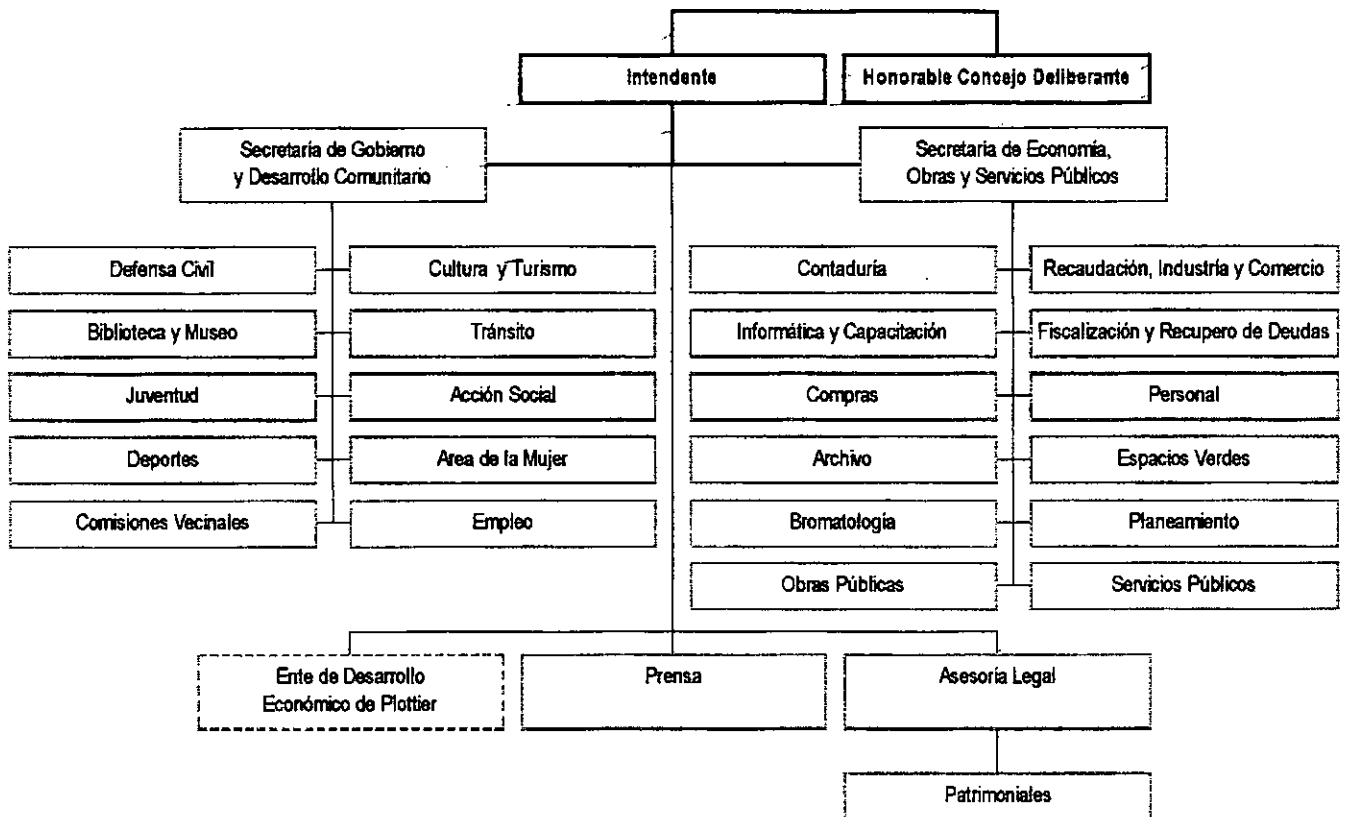 Intendente
Honorable Concejo Deliberante
Secretaría de Gobierno
y Desarrollo Comunitario
Secretaria de Economía,
Obras y Servicios Públicos
Defensa Civil
Cultura y Turismo
Contaduría
Recaudación, Industria y Comercio
Biblioteca y Museo
Tránsito
Informática y Capacitación
Fiscalización y Recupero de Deudas
Juventud
Acción Social
Compras
Personal
Deportes
Area de la Mujer
Archivo
Espacios Verdes
Comisiones Vecinales
Empleo
Bromatología
Planeamiento
Obras Públicas
Servicios Públicos
Ente de Desarrollo
Económico de Plottier
Prensa
Asesoría Legal
Patrimoniales